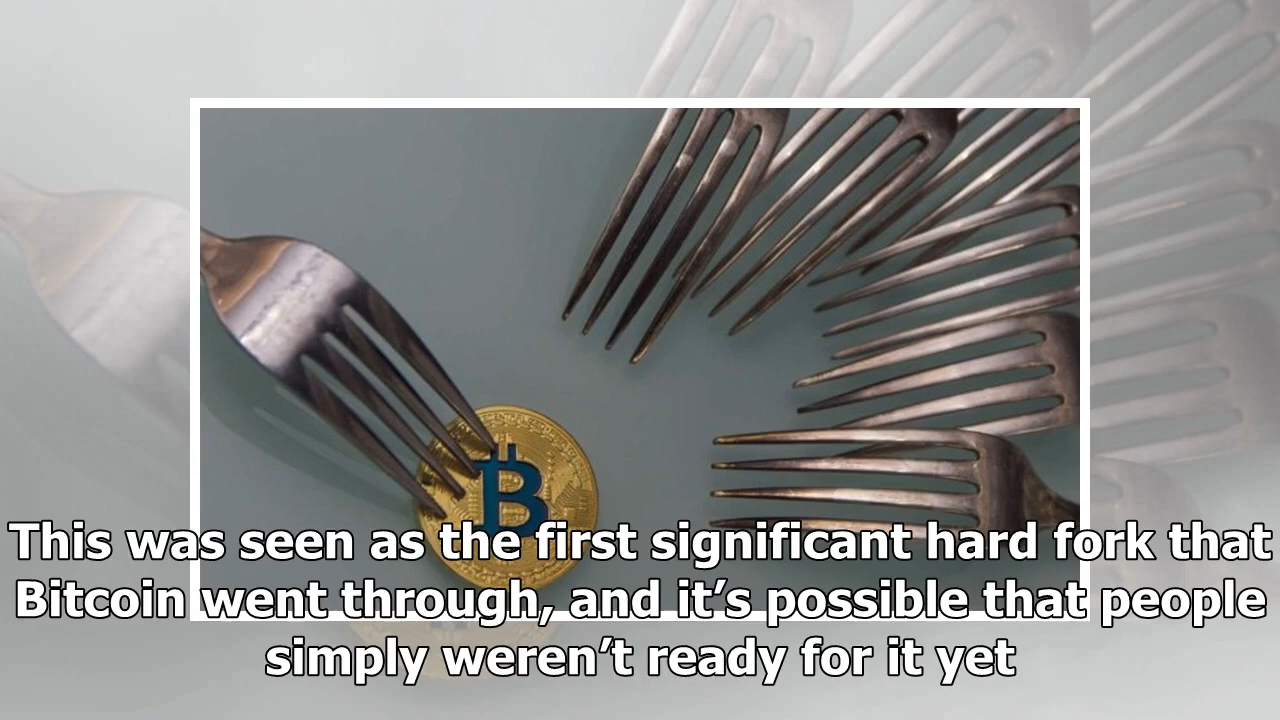 This was seen as the first significant hard fork that
Bitcoin went through, and it’s possible that people
simply weren’t ready for it yet